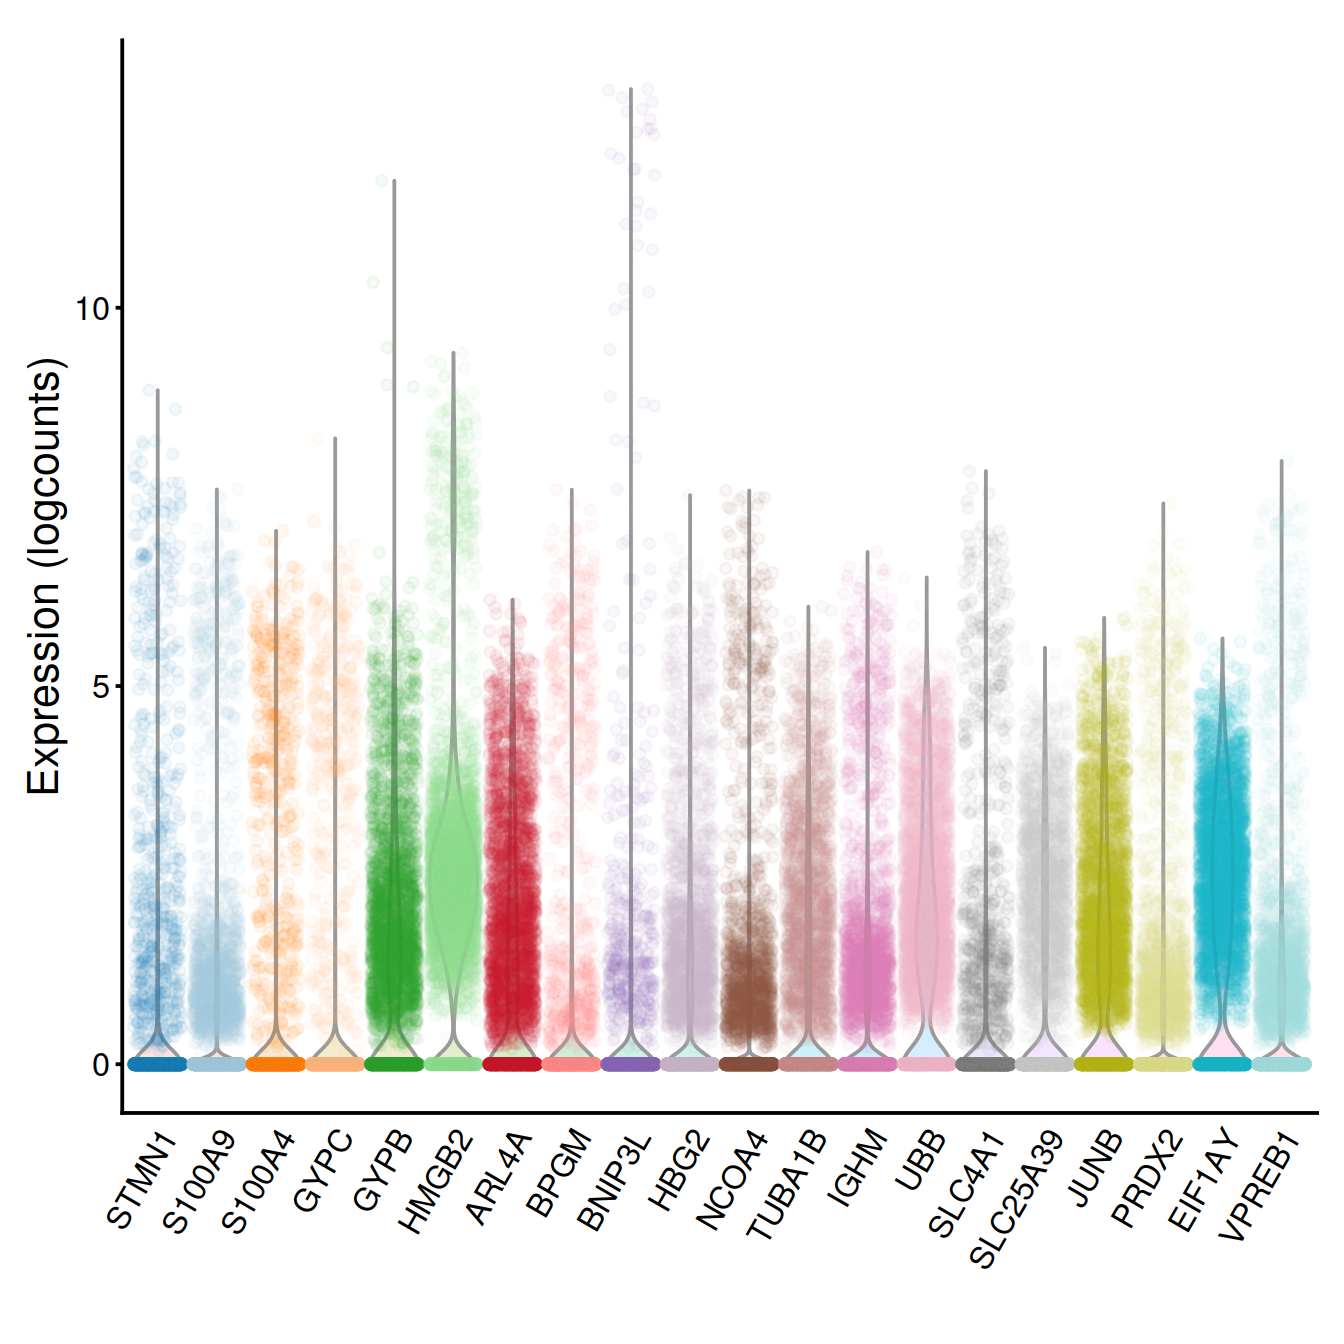 Expression (logcounts)
10
5
0
STMN1
S100A9
S100A4
GYPC
GYPB
HMGB2
ARL4A
BPGM
BNIP3L
HBG2
NCOA4
TUBA1B
IGHM
UBB
SLC4A1
SLC25A39
JUNB
PRDX2
EIF1AY
VPREB1